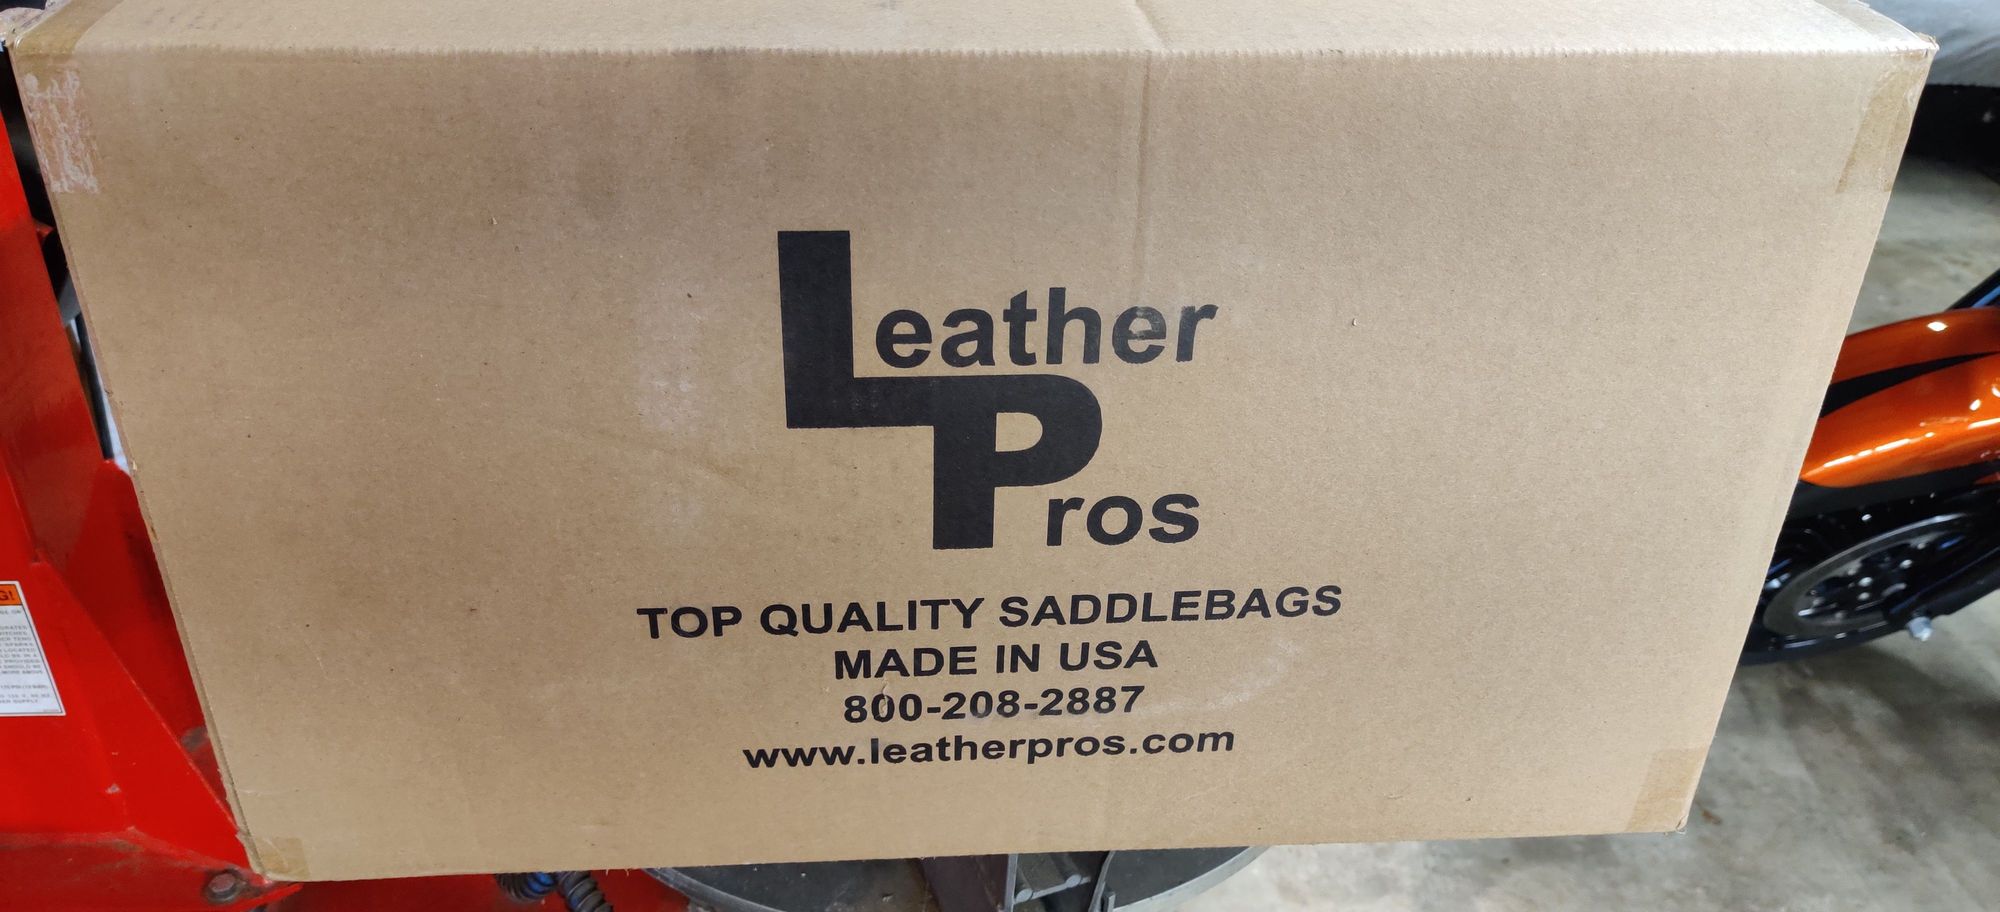 Leather
Pros
TOP QUALITY SADDLEBAGS
MADE IN USA
800-208-2887
www.leatherpros.com